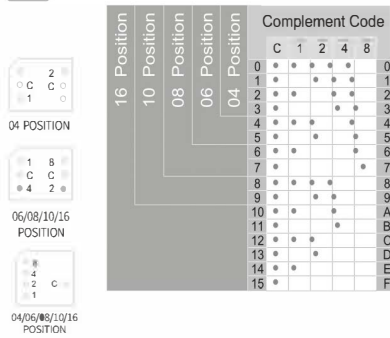 2
C C
1
04 POSITION
1 8
C C
4 2
06/08/10/16
POSITION
8
4
2 C
1
04/06/08/10/16
POSITION
16 Position
10 Position
08 Position
06 Position
04 Position
Complement Code
C 1 2 4 8
0 0
1 1
2 2
3 3
4 4
5 5
6 6
7 7
8 8
9 9
10 A
11 B
12 C
13 D
14 E
15 F